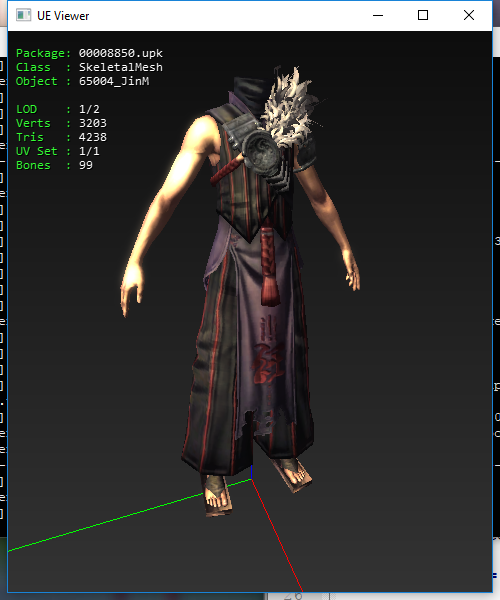 UE Viewer
Package: 00008850.upk
Class  : SkeletalMesh
Object : 65004_JinM
LOD    : 1/2
Verts  : 3203
Tris   : 4238
UV Set : 1/1
Bones  : 99